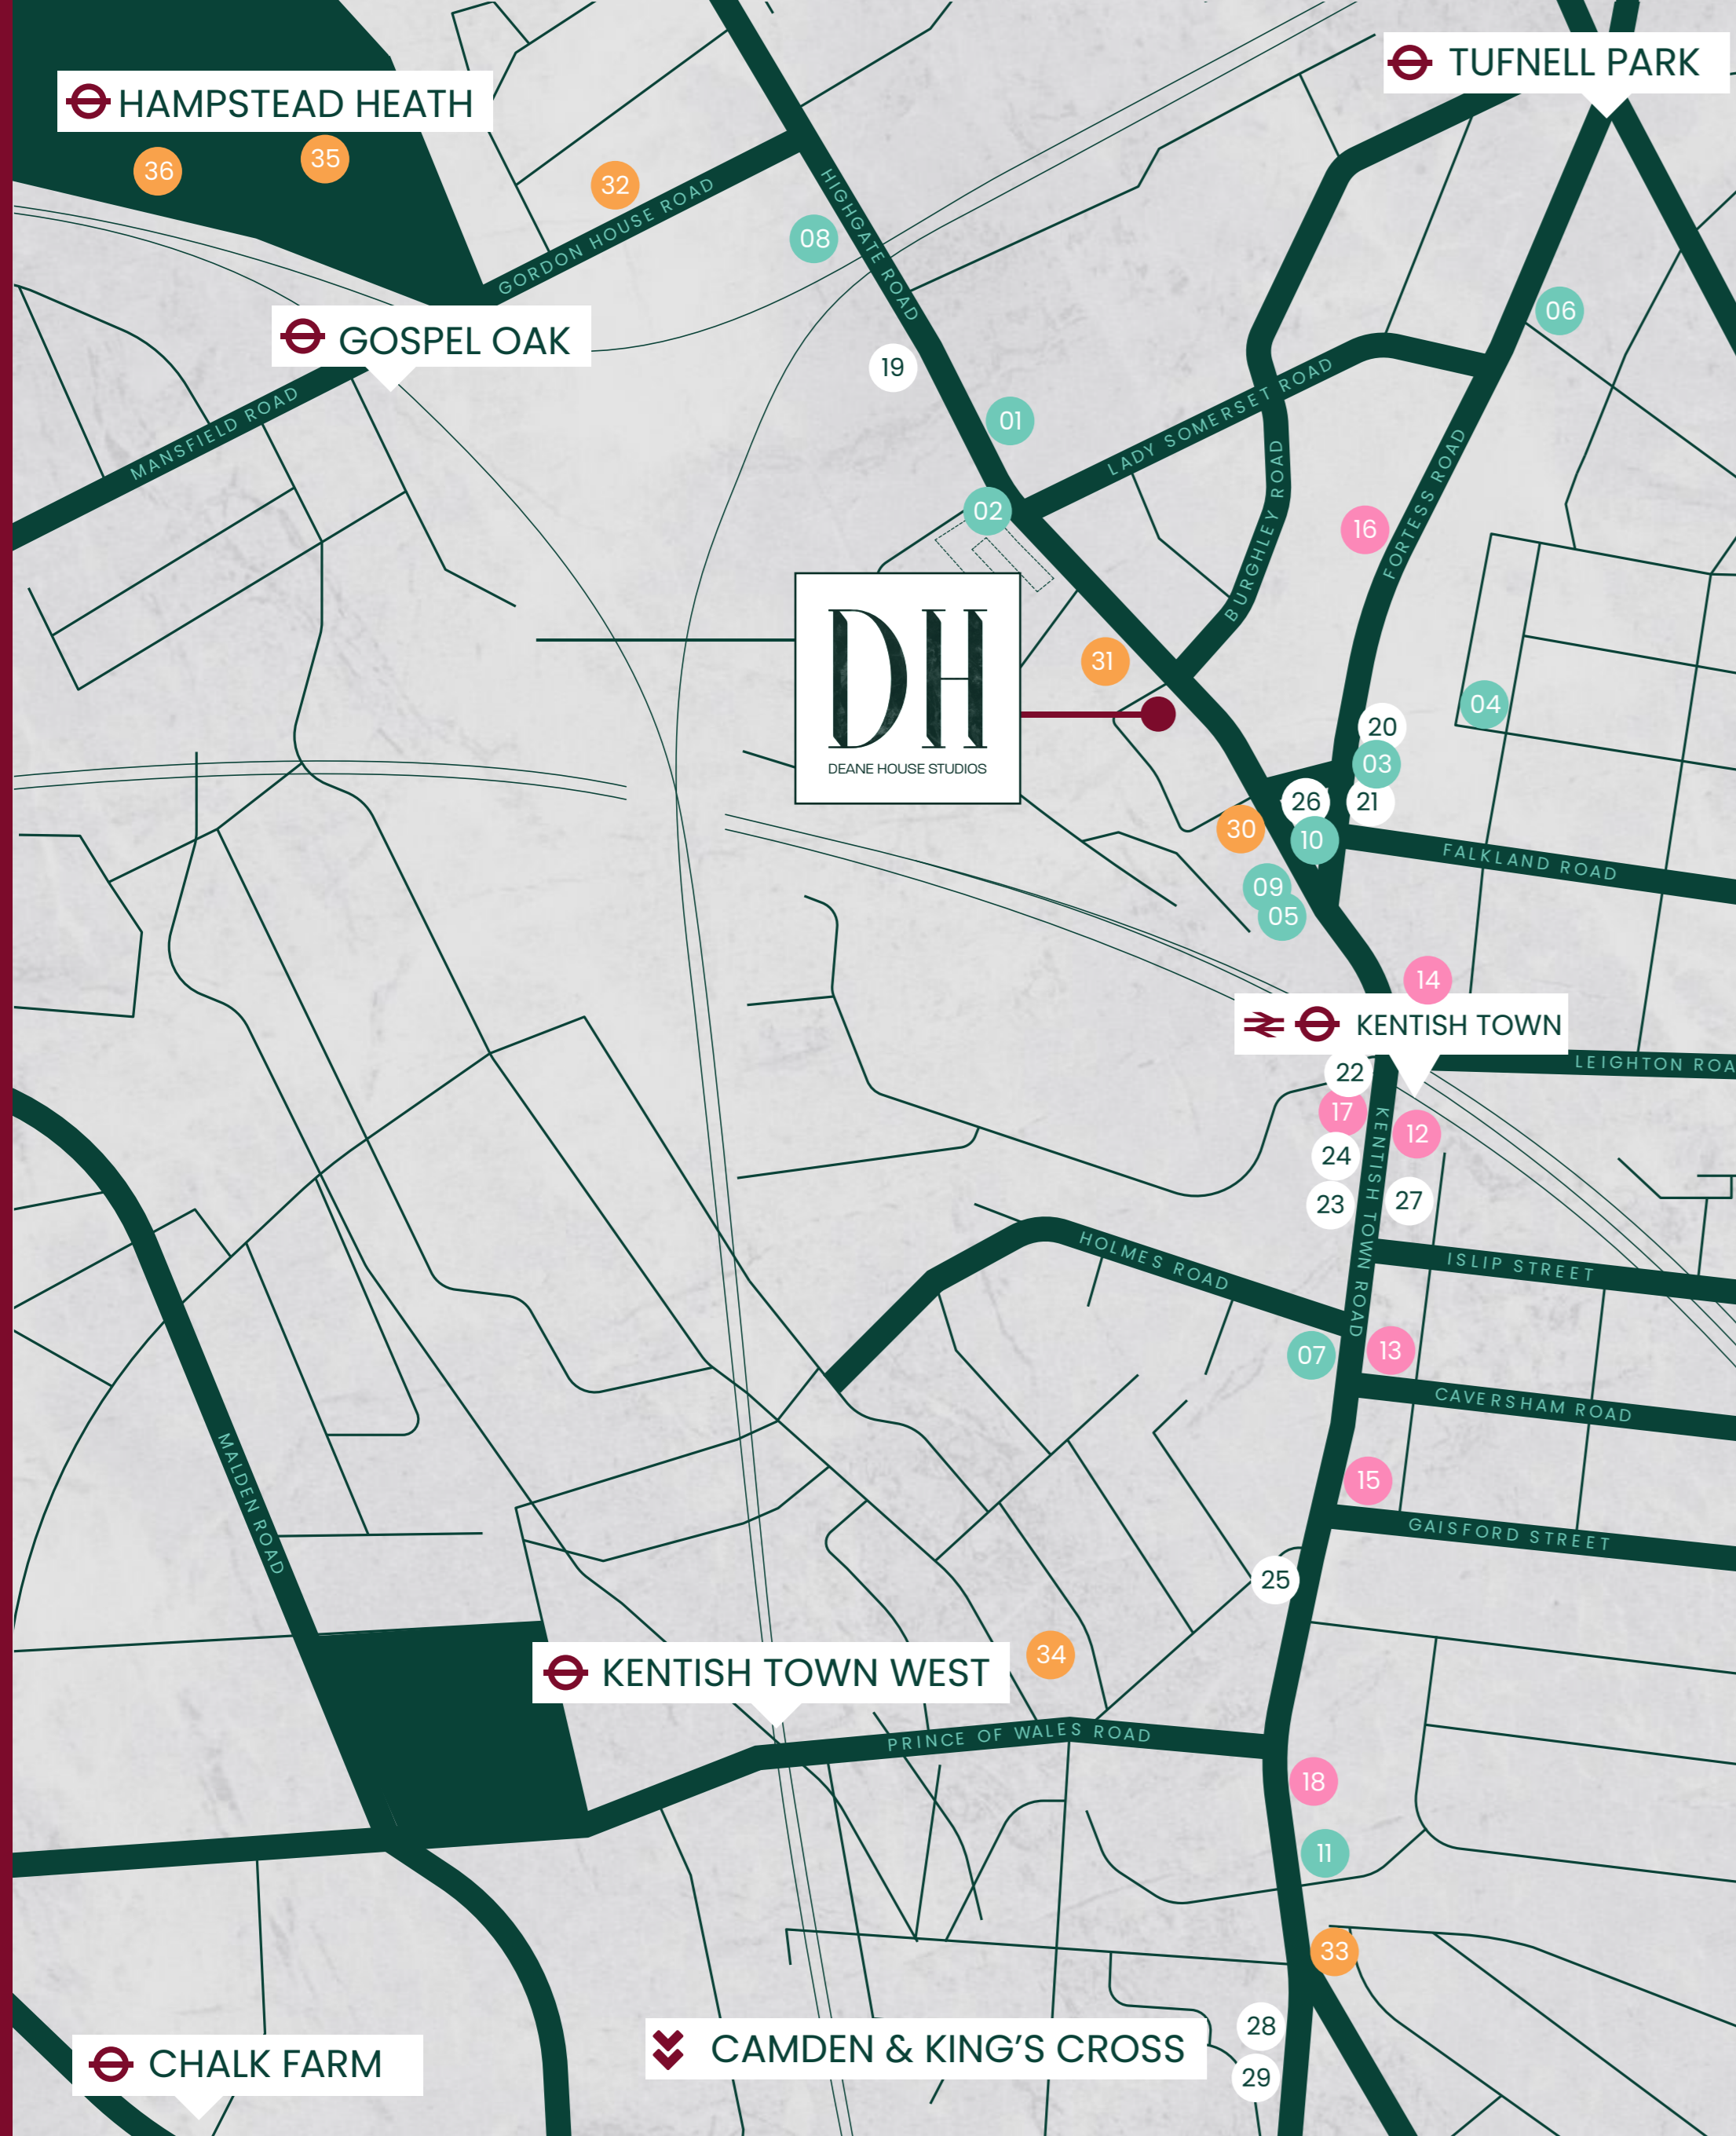 TUFNELL PARK
HAMPSTEAD HEATH
36
35
32
GORDON HOUSE ROAD
HIGHGATE ROAD
08
06
GOSPEL OAK
19
MANSFIELD ROAD
01
LADY SOMERSET ROAD
BURGHLEY ROAD
FORTESS ROAD
02
16
DH
DEANE HOUSE STUDIOS
31
04
20
03
26
21
30
10
FALKLAND ROAD
09
05
14
KENTISH TOWN
LEIGHTON ROA
22
17
12
KENTISH TOWN ROAD
24
23
27
HOLMES ROAD
ISLIP STREET
07
13
CAVERSHAM ROAD
MALDEN ROAD
15
GAISFORD STREET
25
34
KENTISH TOWN WEST
PRINCE OF WALES ROAD
18
11
33
28
CAMDEN & KING'S CROSS
CHALK FARM
29